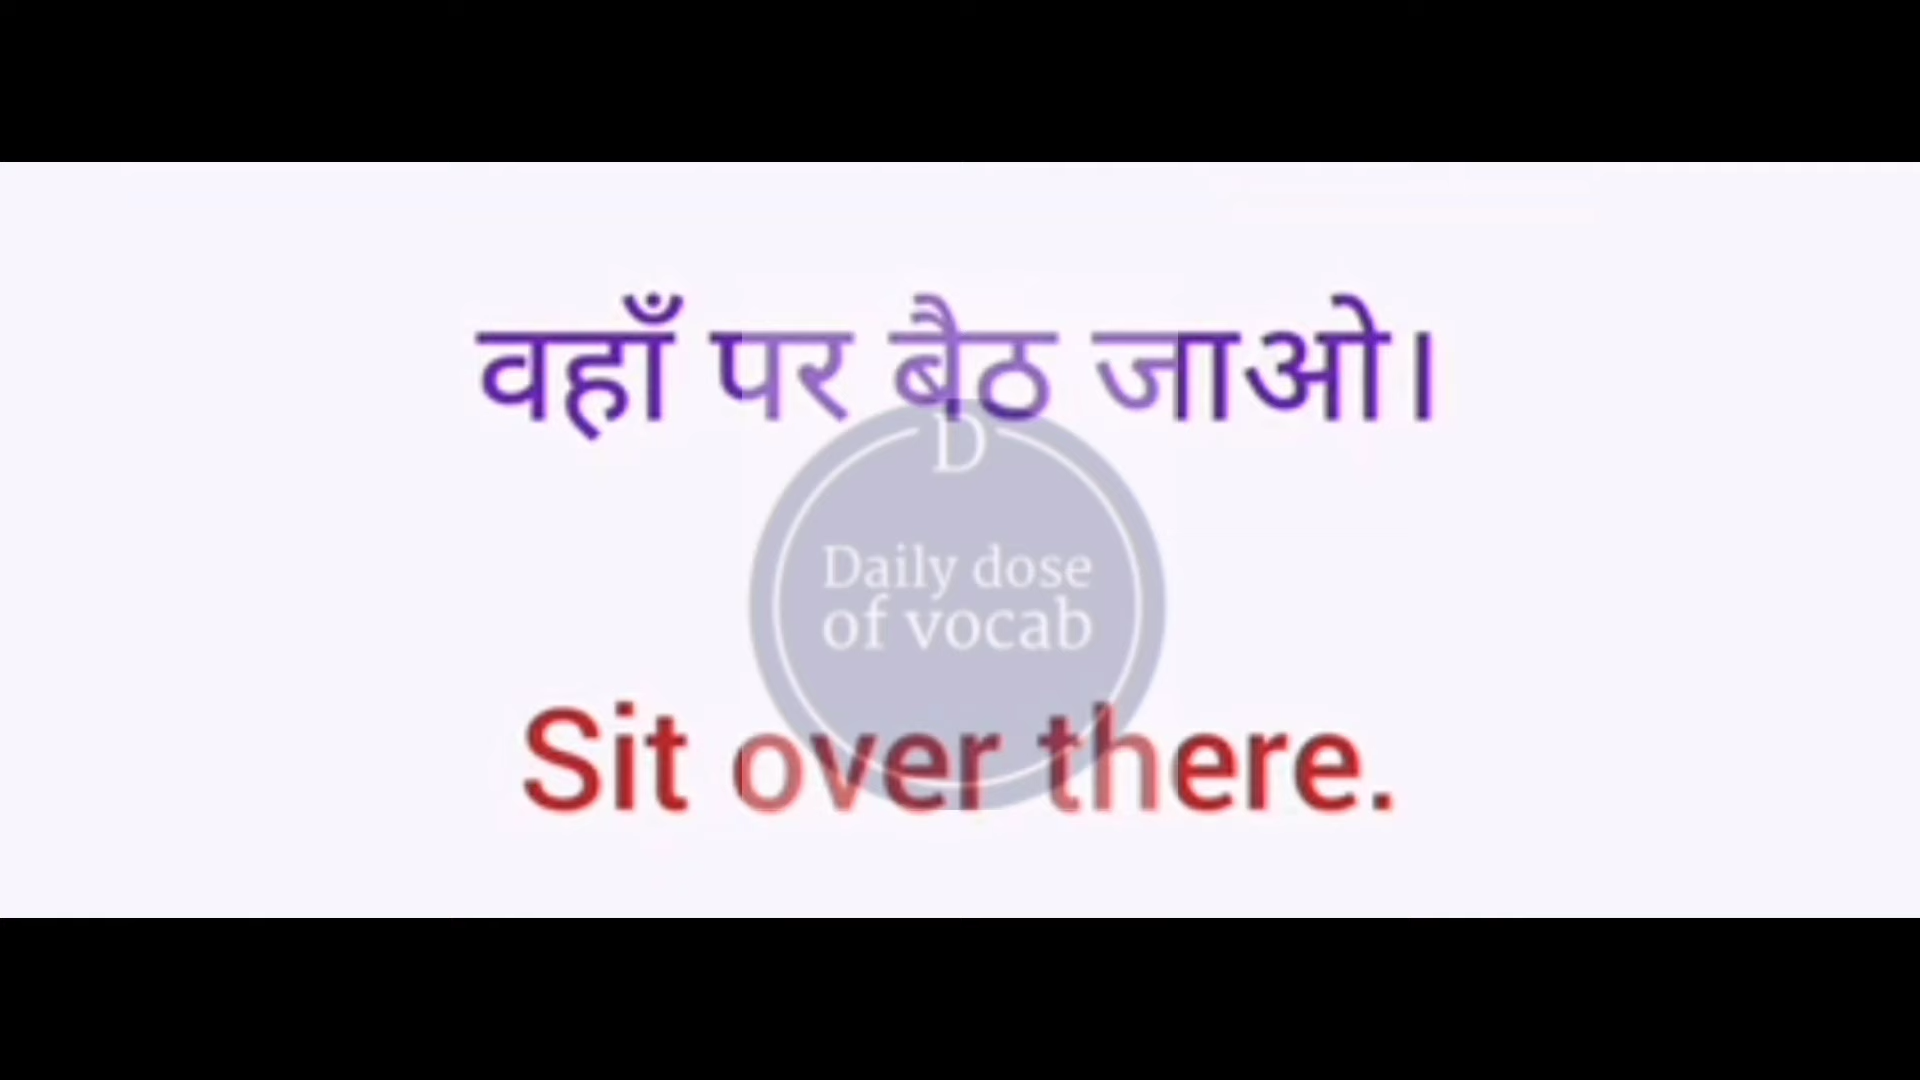 वहाँ पर बैठ जाओ।
D
Daily dose
of vocab
Sit over there.